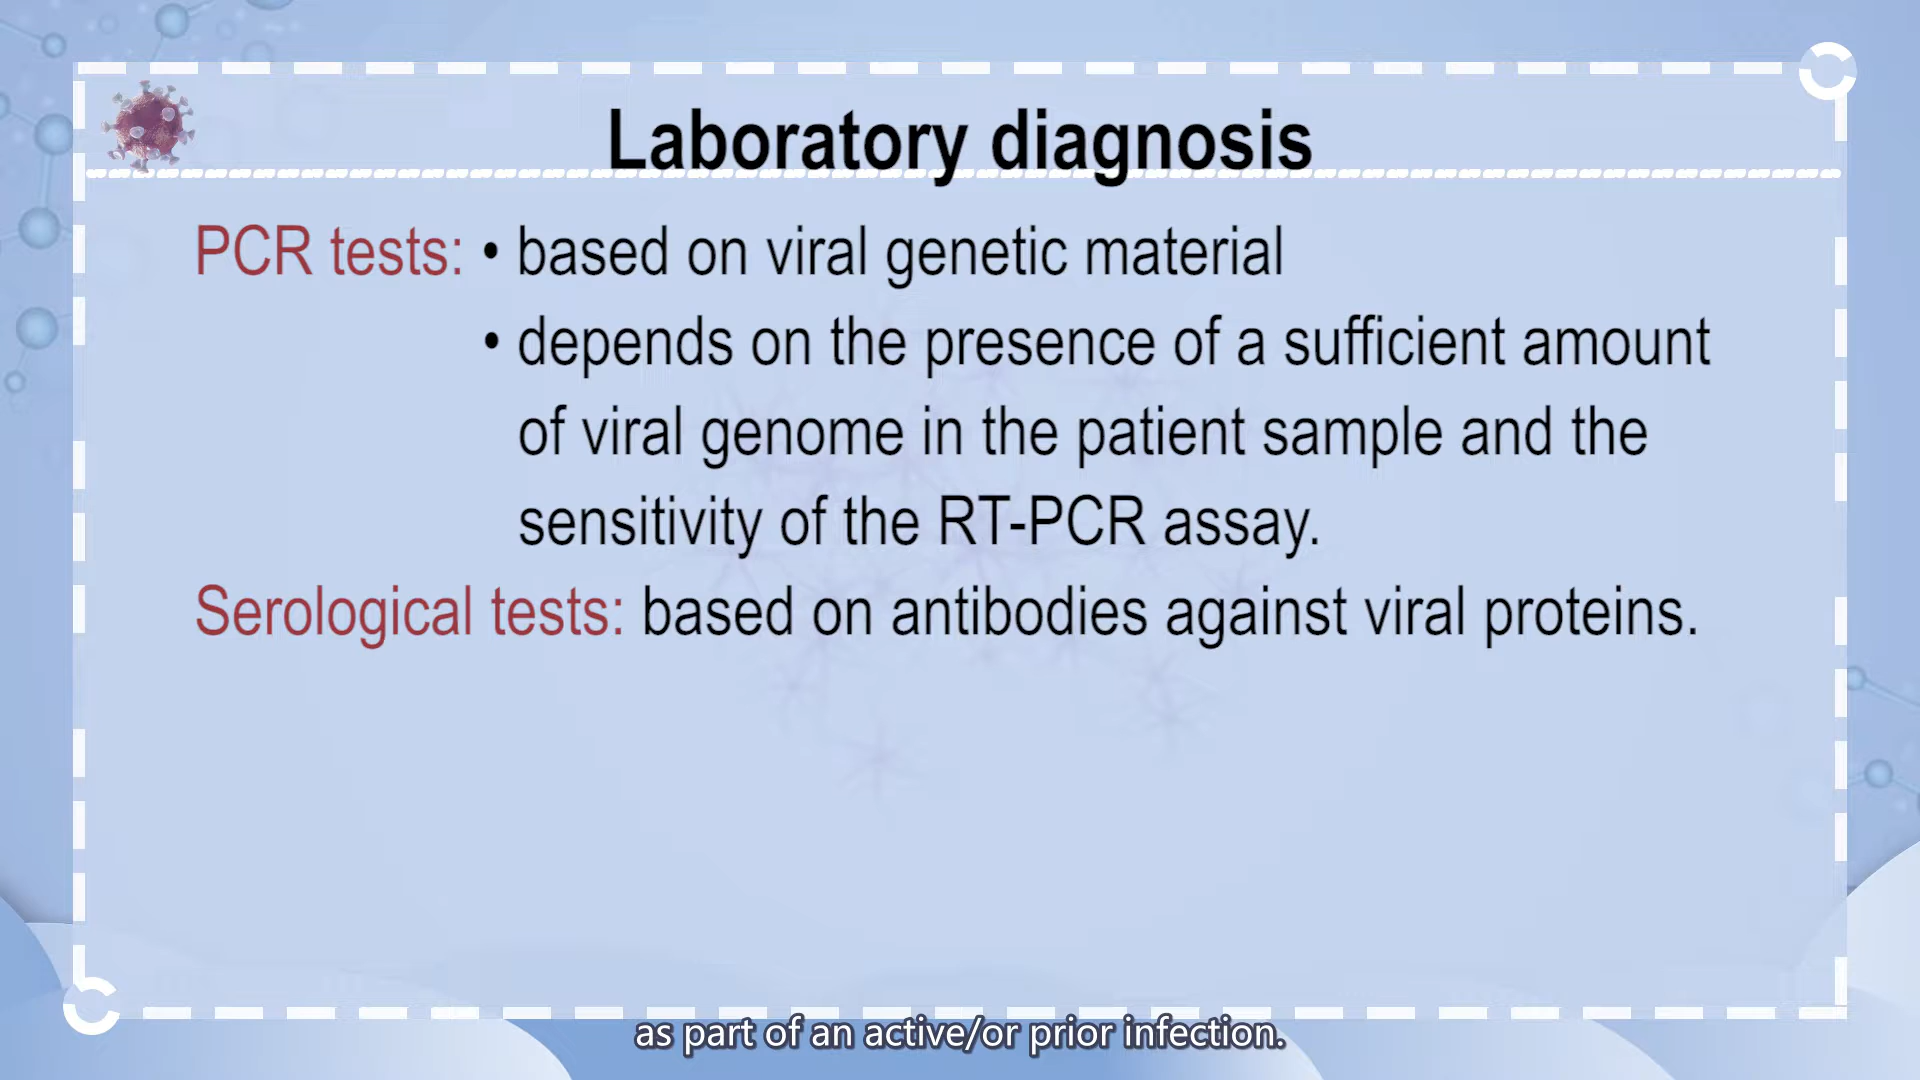 Laboratory diagnosis
PCR tests: • based on viral genetic material
• depends on the presence of a sufficient amount
of viral genome in the patient sample and the
sensitivity of the RT-PCR assay.
Serological tests: based on antibodies against viral proteins.
as part of an active/or prior infection.